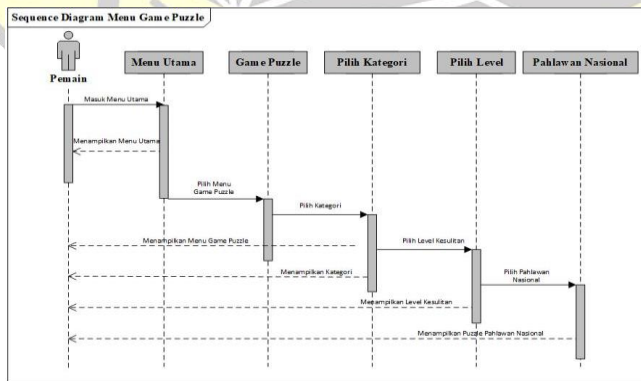 Sequence Diagram Menu Game Puzzle
Pemain
Menu Utama
Game Puzzle
Pilih Kategori
Pilih Level
Pahlawan Nasional
Masuk Menu Utama
Menampilkan Menu Utama
Pilih Menu
Game Puzzle
Pilih Kategori
Menampilkan Menu Game Puzzle
Pilih Level Kesulitan
Menampilkan Kategori
Pilih Pahlawan
Nasional
Menampilkan Level Kesulitan
Menampilkan Puzzle Pahlawan Nasional